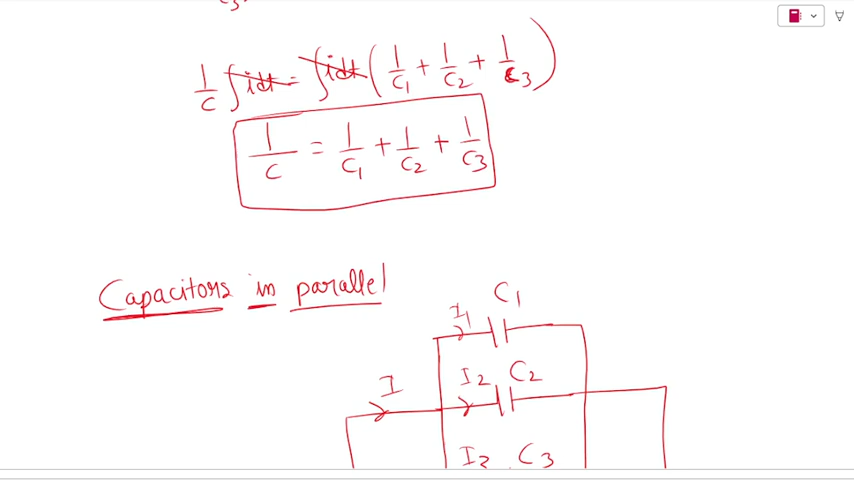 C3
1/C ∫idt = ∫idt (1/C1 + 1/C2 + 1/C3)
1/C = 1/C1 + 1/C2 + 1/C3
Capacitors in parallel
C1
I1
I2 C2
I
I3 C3